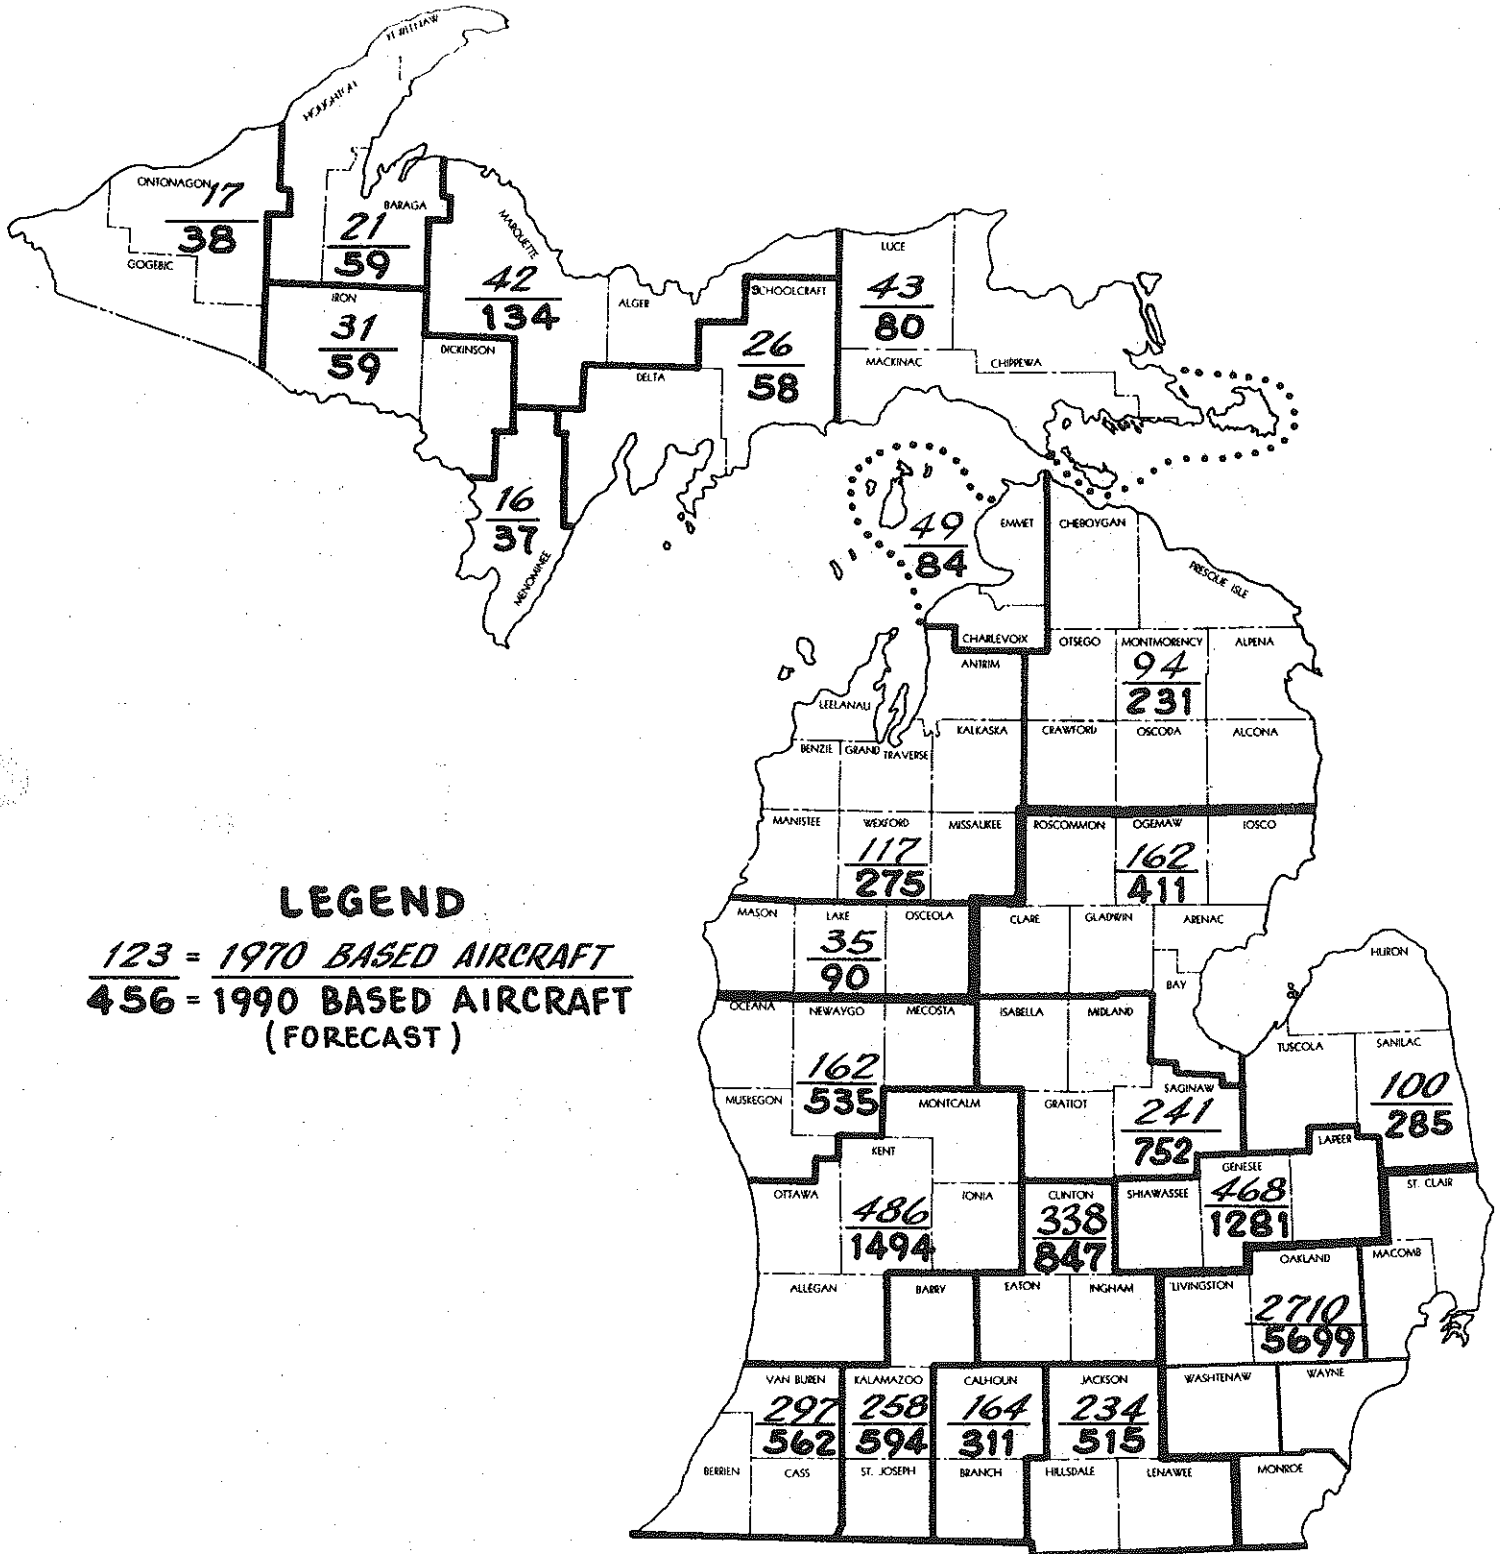 KEWEENAW
HOUGHTON
ONTONAGON
17
38
BARAGA
21
59
GOGEBIC
MARQUETTE
42
134
IRON
31
59
ALGER
SCHOOLCRAFT
26
58
LUCE
43
80
DICKINSON
DELTA
MACKINAC
CHIPPEWA
16
37
MENOMINEE
49
84
EMMET
CHEBOYGAN
PRESQUE ISLE
CHARLEVOIX
ANTRIM
OTSEGO
MONTMORENCY
94
231
ALPENA
LEELANAU
BENZIE
GRAND TRAVERSE
KALKASKA
CRAWFORD
OSCODA
ALCONA
MANISTEE
WEXFORD
117
275
MISSAUKEE
ROSCOMMON
OGEMAW
162
411
IOSCO
LEGEND
123 = 1970 BASED AIRCRAFT
456 = 1990 BASED AIRCRAFT
(FORECAST)
MASON
LAKE
35
90
OSCEOLA
CLARE
GLADWIN
ARENAC
BAY
HURON
OCEANA
NEWAYGO
MECOSTA
162
535
ISABELLA
MIDLAND
TUSCOLA
SANILAC
100
285
MUSKEGON
MONTCALM
GRATIOT
SAGINAW
241
752
LAPEER
KENT
486
1494
OTTAWA
IONIA
CLINTON
338
847
SHIAWASSEE
GENESEE
468
1281
ST. CLAIR
ALLEGAN
BARRY
EATON
INGHAM
LIVINGSTON
OAKLAND
2710
5699
MACOMB
VAN BUREN
297
562
KALAMAZOO
258
594
CALHOUN
164
311
JACKSON
234
515
WASHTENAW
WAYNE
BERRIEN
CASS
ST. JOSEPH
BRANCH
HILLSDALE
LENAWEE
MONROE